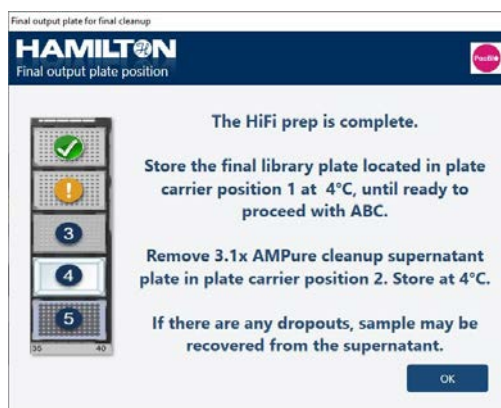 Final output plate for final cleanup
HAMILTON
Final output plate position
PacBio
The HiFi prep is complete.
Store the final library plate located in plate
carrier position 1 at 4°C, until ready to
proceed with ABC.
Remove 3.1x AMPure cleanup supernatant
plate in plate carrier position 2. Store at 4°C.
If there are any dropouts, sample may be
recovered from the supernatant.
!
3
4
5
35 40
OK